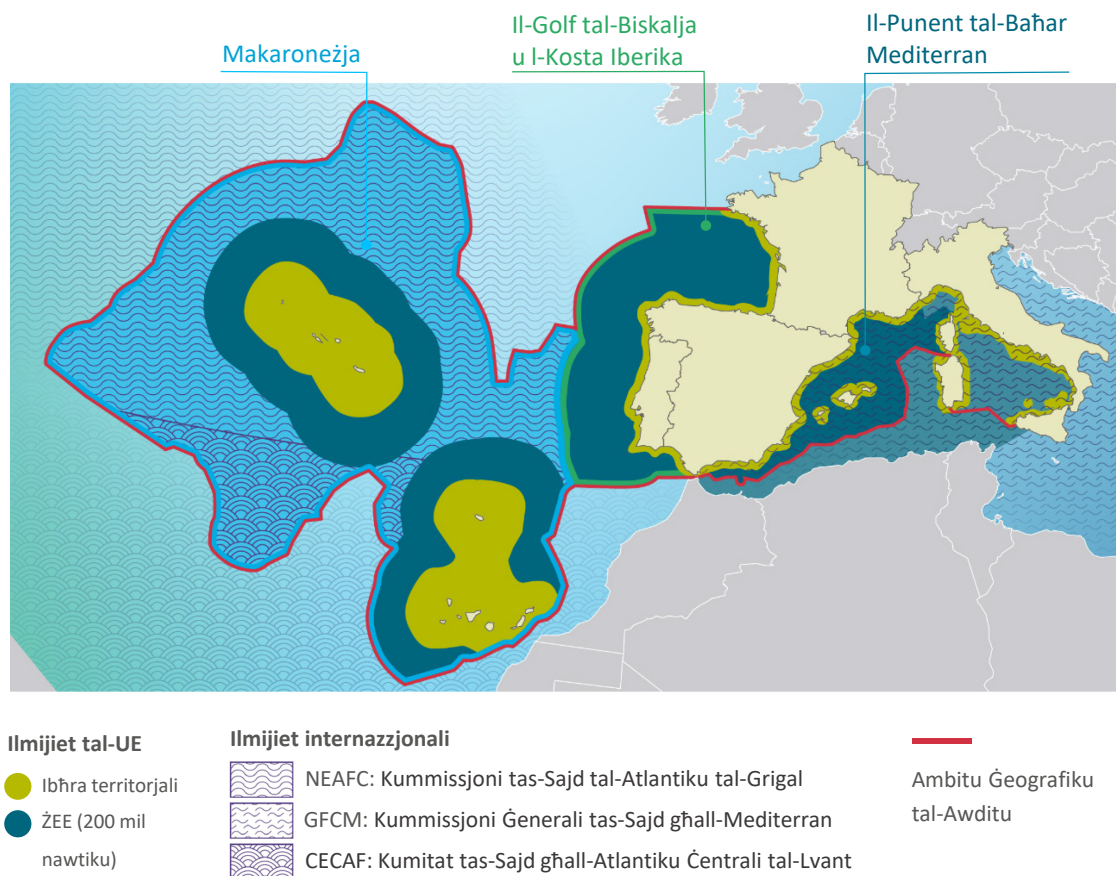 Makaroneżja
Il-Golf tal-Biskalja
u l-Kosta Iberika
Il-Punent tal-Baħar
Mediterran
Ilmijiet tal-UE
Ibħra territorjali
ŻEE (200 mil
nawtiku)
Ilmijiet internazzjonali
NEAFC: Kummissjoni tas-Sajd tal-Atlantiku tal-Grigal
GFCM: Kummissjoni Ġenerali tas-Sajd għall-Mediterran
CECAF: Kumitat tas-Sajd għall-Atlantiku Ċentrali tal-Lvant
Ambitu Ġeografiku
tal-Awditu